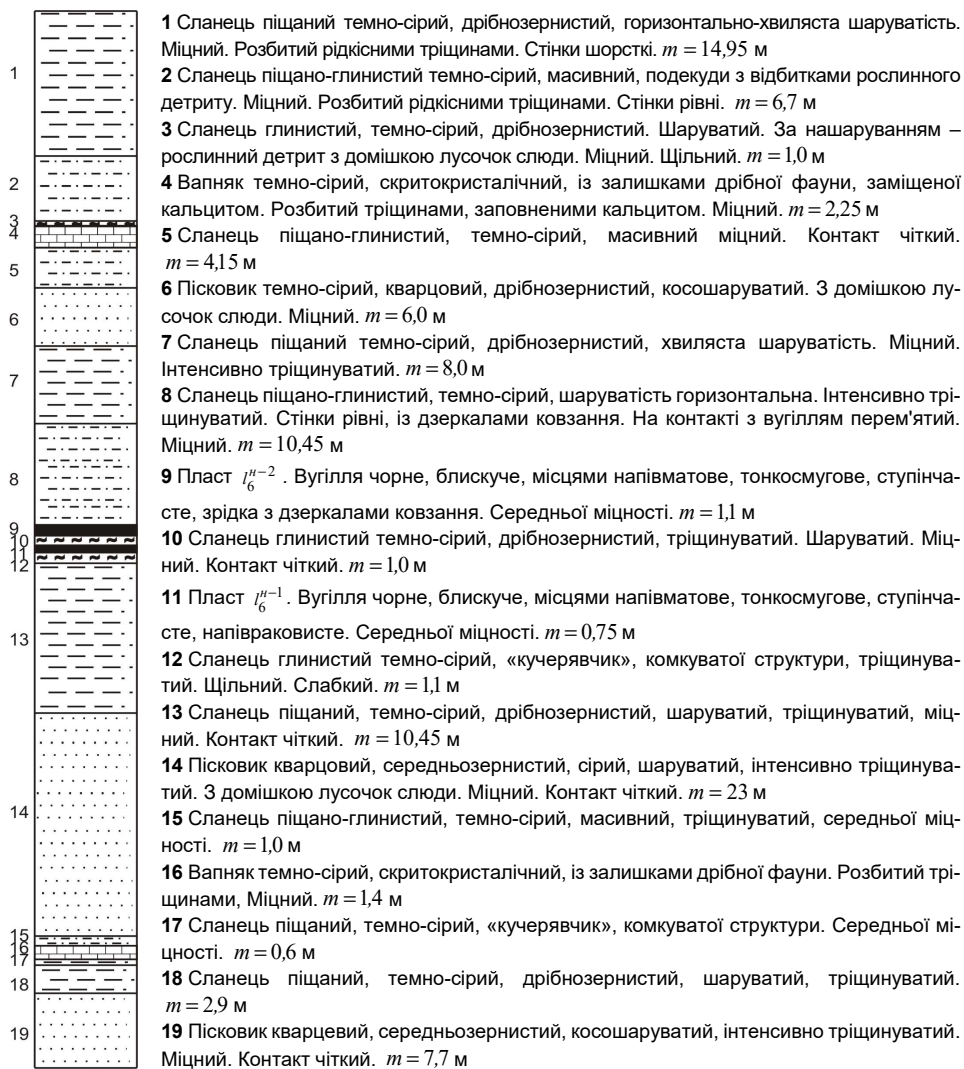 1 Сланець піщаний темно-сірий, дрібнозернистий, горизонтально-хвиляста шаруватість.
Міцний. Розбитий рідкісними тріщинами. Стінки шорсткі. m = 14,95 м
2 Сланець піщано-глинистий темно-сірий, масивний, подекуди з відбитками рослинного
детриту. Міцний. Розбитий рідкісними тріщинами. Стінки рівні. m = 6,7 м
3 Сланець глинистий, темно-сірий, дрібнозернистий. Шаруватий. За нашаруванням –
рослинний детрит з домішкою лусочок слюди. Міцний. Щільний. m = 1,0 м
4 Вапняк темно-сірий, скритокристалічний, із залишками дрібної фауни, заміщеної
кальцитом. Розбитий тріщинами, заповненими кальцитом. Міцний. m = 2,25 м
5 Сланець піщано-глинистий, темно-сірий, масивний міцний. Контакт чіткий.
m = 4,15 м
6 Пісковик темно-сірий, кварцовий, дрібнозернистий, косошаруватий. З домішкою лу-
сочок слюди. Міцний. m = 6,0 м
7 Сланець піщаний темно-сірий, дрібнозернистий, хвиляста шаруватість. Міцний.
Інтенсивно тріщинуватий. m = 8,0 м
8 Сланець піщано-глинистий, темно-сірий, шаруватість горизонтальна. Інтенсивно трі-
щинуватий. Стінки рівні, із дзеркалами ковзання. На контакті з вугіллям перем'ятий.
Міцний. m = 10,45 м
9 Пласт l₆ⁿ⁻². Вугілля чорне, блискуче, місцями напівматове, тонкосмугове, ступінча-
сте, зрідка з дзеркалами ковзання. Середньої міцності. m = 1,1 м
10 Сланець глинистий темно-сірий, дрібнозернистий, тріщинуватий. Шаруватий. Міц-
ний. Контакт чіткий. m = 1,0 м
11 Пласт l₆ⁿ⁻¹. Вугілля чорне, блискуче, місцями напівматове, тонкосмугове, ступінча-
сте, напівраковисте. Середньої міцності. m = 0,75 м
12 Сланець глинистий темно-сірий, «кучерявчик», комкуватої структури, тріщинува-
тий. Щільний. Слабкий. m = 1,1 м
13 Сланець піщаний, темно-сірий, дрібнозернистий, шаруватий, тріщинуватий, міц-
ний. Контакт чіткий. m = 10,45 м
14 Пісковик кварцовий, середньозернистий, сірий, шаруватий, інтенсивно тріщинува-
тий. З домішкою лусочок слюди. Міцний. Контакт чіткий. m = 23 м
15 Сланець піщано-глинистий, темно-сірий, масивний, тріщинуватий, середньої міц-
ності. m = 1,0 м
16 Вапняк темно-сірий, скритокристалічний, із залишками дрібної фауни. Розбитий трі-
щинами, Міцний. m = 1,4 м
17 Сланець піщаний, темно-сірий, «кучерявчик», комкуватої структури. Середньої мі-
цності. m = 0,6 м
18 Сланець піщаний, темно-сірий, дрібнозернистий, шаруватий, тріщинуватий.
m = 2,9 м
19 Пісковик кварцевий, середньозернистий, косошаруватий, інтенсивно тріщинуватий.
Міцний. Контакт чіткий. m = 7,7 м
1
2
3
4
5
6
7
8
9
10
11
12
13
14
15
16
17
18
19